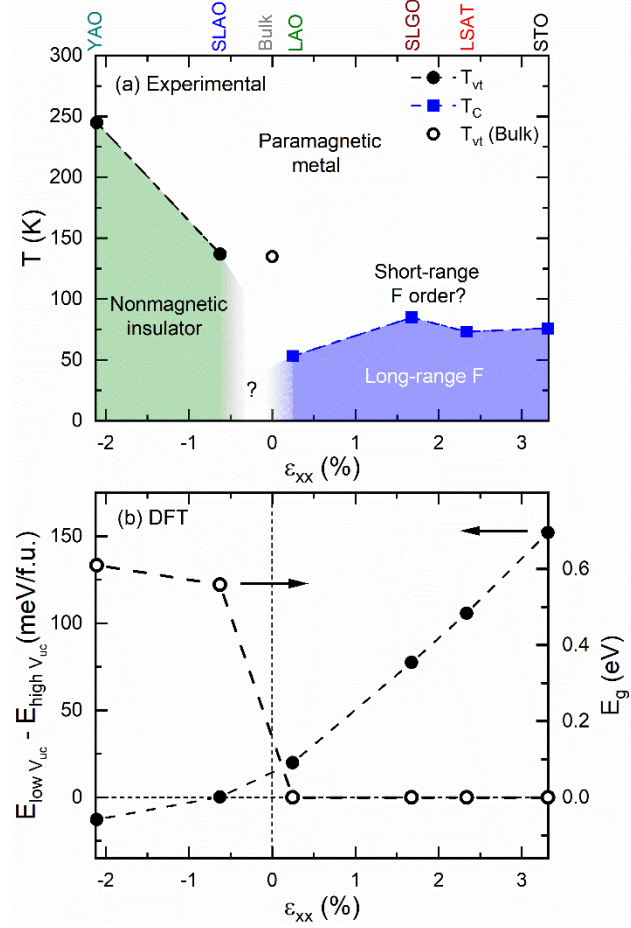 YAO
SLAO
Bulk
LAO
SLGO
LSAT
STO
300
250
200
150
100
50
0
T (K)
(a) Experimental
T_vt
T_C
T_vt (Bulk)
Paramagnetic
metal
Short-range
F order?
Nonmagnetic
insulator
?
Long-range F
-2
-1
0
1
2
3
ε_xx (%)
(b) DFT
150
100
50
0
E_low V_uc - E_high V_uc (meV/f.u.)
0.6
0.4
0.2
0.0
E_g (eV)
-2
-1
0
1
2
3
ε_xx (%)